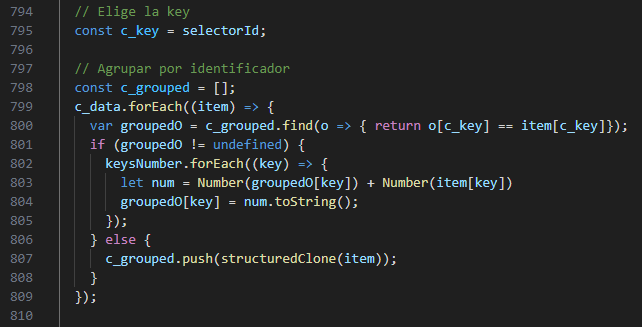 794 // Elige la key
795 const c_key = selectorId;
796
797 // Agrupar por identificador
798 const c_grouped = [];
799 c_data.forEach((item) => {
800 var groupedO = c_grouped.find(o => { return o[c_key] == item[c_key]});
801 if (groupedO != undefined) {
802 keysNumber.forEach((key) => {
803 let num = Number(groupedO[key]) + Number(item[key])
804 groupedO[key] = num.toString();
805 });
806 } else {
807 c_grouped.push(structuredClone(item));
808 }
809 });
810